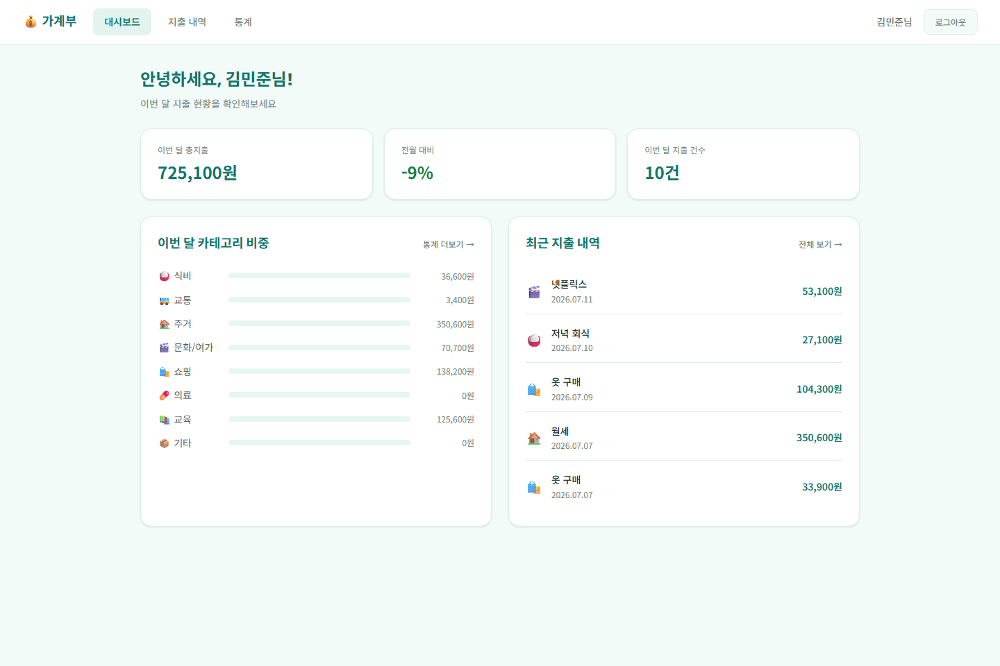 가계부 대시보드 지출 내역 통계 김민준님 로그아웃
안녕하세요, 김민준님!
이번 달 지출 현황을 확인해보세요
이번 달 총지출
725,100원
전월 대비
-9%
이번 달 지출 건수
10건
이번 달 카테고리 비중 통계 더보기 →
식비 36,600원
교통 3,400원
주거 350,600원
문화/여가 70,700원
쇼핑 138,200원
의료 0원
교육 125,600원
기타 0원
최근 지출 내역 전체 보기 →
넷플릭스
2026.07.11
53,100원
저녁 회식
2026.07.10
27,100원
옷 구매
2026.07.09
104,300원
월세
2026.07.07
350,600원
옷 구매
2026.07.07
33,900원